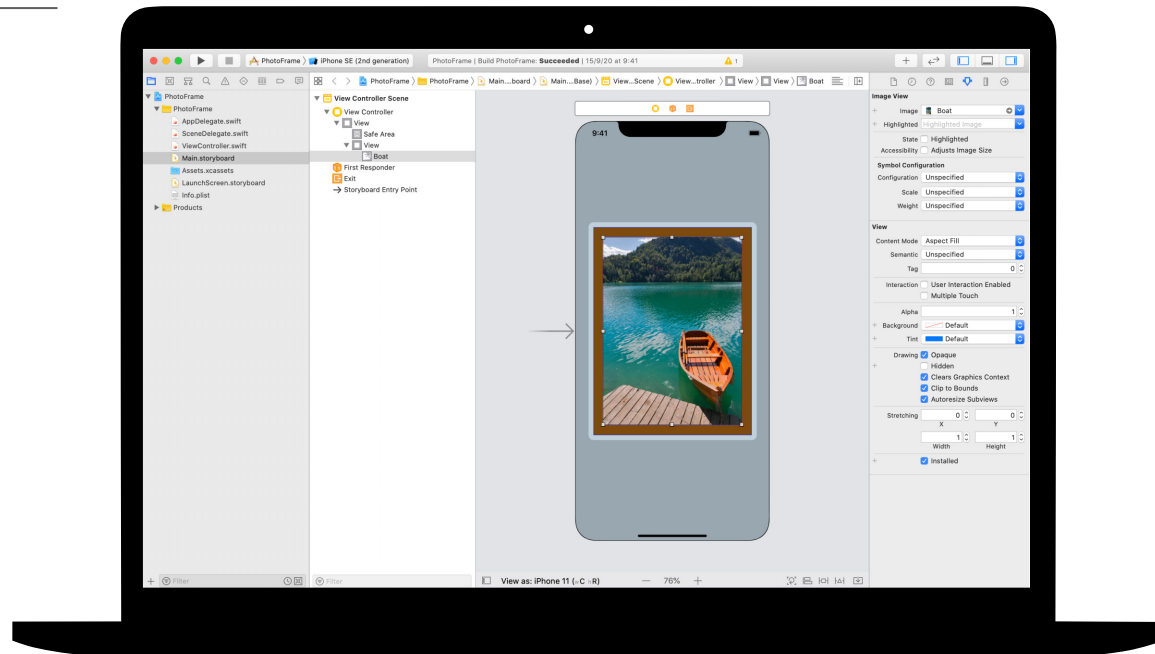 PhotoFrame
iPhone SE (2nd generation)
PhotoFrame | Build PhotoFrame: Succeeded | 15/9/20 at 9:41
1
PhotoFrame
PhotoFrame
AppDelegate.swift
SceneDelegate.swift
ViewController.swift
Main.storyboard
Assets.xcassets
LaunchScreen.storyboard
Info.plist
Products
Filter
PhotoFrame
PhotoFrame
Main....board
Main....Base)
View...Scene
View...troller
View
View
Boat
View Controller Scene
View Controller
View
Safe Area
View
Boat
First Responder
Exit
Storyboard Entry Point
Filter
9:41
View as: iPhone 11 (wC hR)
76%
Image View
Image Boat
Highlighted Highlighted Image
State Highlighted
Accessibility Adjusts Image Size
Symbol Configuration
Configuration Unspecified
Scale Unspecified
Weight Unspecified
View
Content Mode Aspect Fill
Semantic Unspecified
Tag 0
Interaction User Interaction Enabled
Multiple Touch
Alpha 1
Background Default
Tint Default
Drawing Opaque
Hidden
Clears Graphics Context
Clip to Bounds
Autoresize Subviews
Stretching 0 0
X Y
1 1
Width Height
Installed